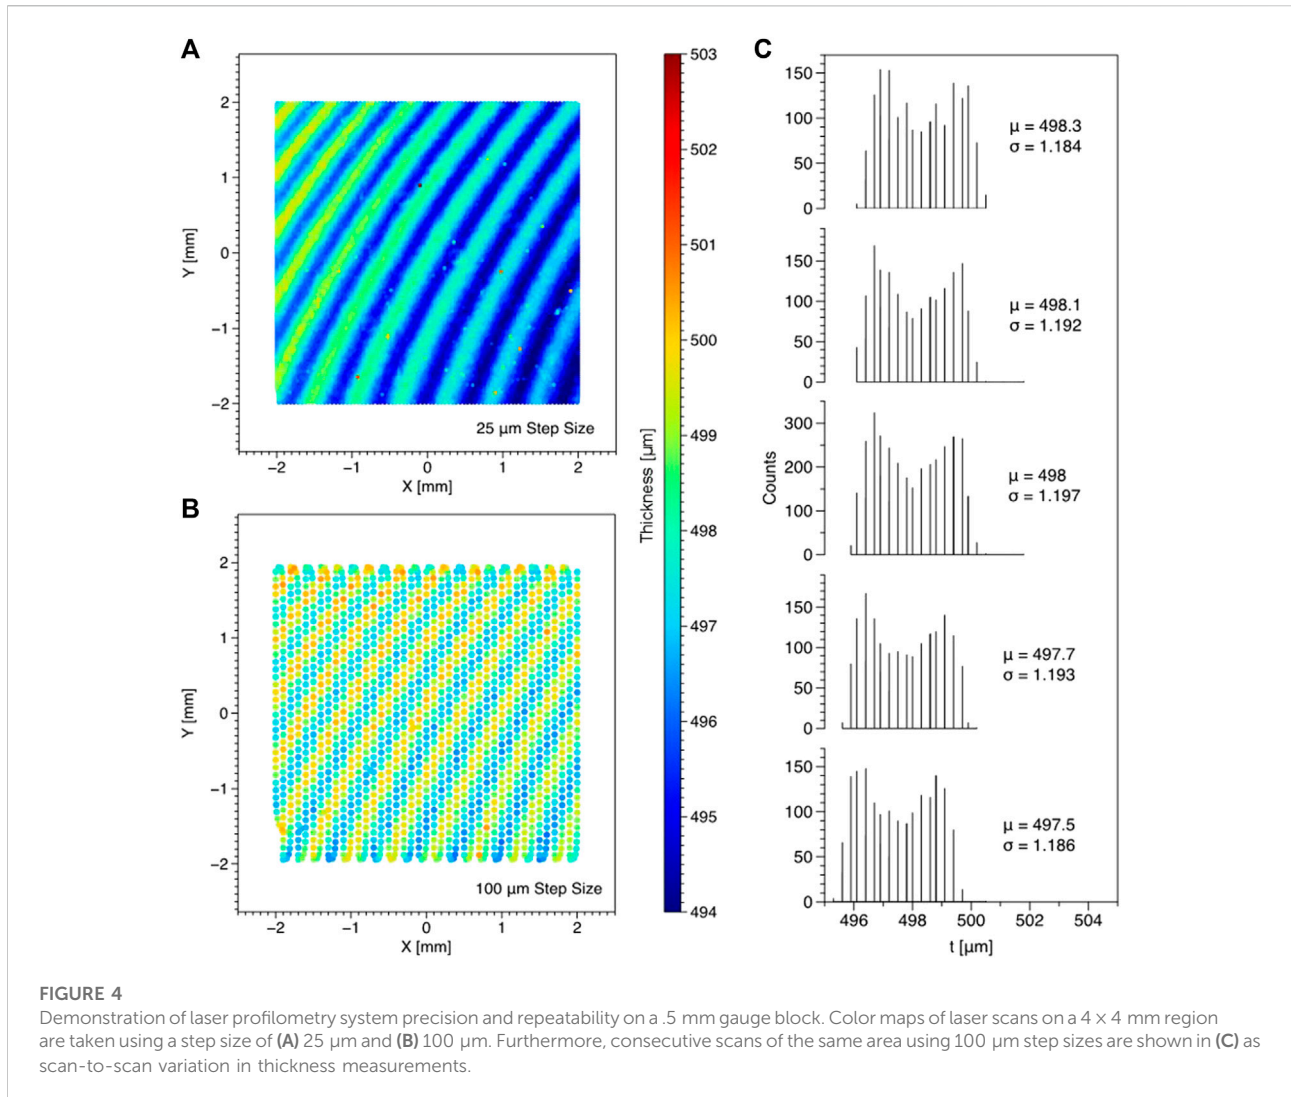 A
2
1
0
−1
−2
Y [mm]
25 µm Step Size
−2
−1
0
1
2
X [mm]
B
2
1
0
−1
−2
Y [mm]
100 µm Step Size
−2
−1
0
1
2
X [mm]
503
502
501
500
499
498
497
496
495
494
Thickness [µm]
C
150
100
50
0
µ = 498.3
σ = 1.184
150
100
50
0
µ = 498.1
σ = 1.192
300
200
100
0
Counts
µ = 498
σ = 1.197
150
100
50
0
µ = 497.7
σ = 1.193
150
100
50
0
µ = 497.5
σ = 1.186
496
498
500
502
504
t [µm]
FIGURE 4
Demonstration of laser profilometry system precision and repeatability on a .5 mm gauge block. Color maps of laser scans on a 4 × 4 mm region
are taken using a step size of (A) 25 µm and (B) 100 µm. Furthermore, consecutive scans of the same area using 100 µm step sizes are shown in (C) as
scan-to-scan variation in thickness measurements.